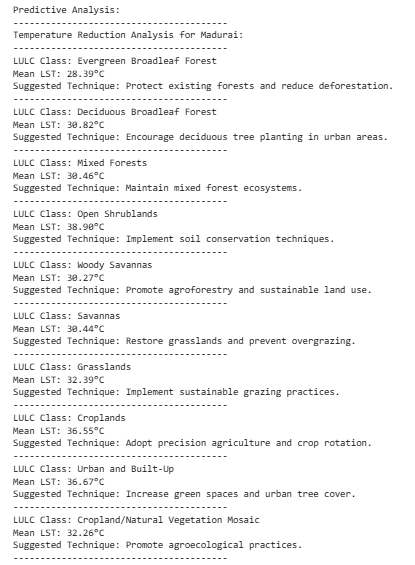 Predictive Analysis:
----------------------------------------
Temperature Reduction Analysis for Madurai:
----------------------------------------
LULC Class: Evergreen Broadleaf Forest
Mean LST: 28.39°C
Suggested Technique: Protect existing forests and reduce deforestation.
----------------------------------------
LULC Class: Deciduous Broadleaf Forest
Mean LST: 30.82°C
Suggested Technique: Encourage deciduous tree planting in urban areas.
----------------------------------------
LULC Class: Mixed Forests
Mean LST: 30.46°C
Suggested Technique: Maintain mixed forest ecosystems.
----------------------------------------
LULC Class: Open Shrublands
Mean LST: 38.90°C
Suggested Technique: Implement soil conservation techniques.
----------------------------------------
LULC Class: Woody Savannas
Mean LST: 30.27°C
Suggested Technique: Promote agroforestry and sustainable land use.
----------------------------------------
LULC Class: Savannas
Mean LST: 30.44°C
Suggested Technique: Restore grasslands and prevent overgrazing.
----------------------------------------
LULC Class: Grasslands
Mean LST: 32.39°C
Suggested Technique: Implement sustainable grazing practices.
----------------------------------------
LULC Class: Croplands
Mean LST: 36.55°C
Suggested Technique: Adopt precision agriculture and crop rotation.
----------------------------------------
LULC Class: Urban and Built-Up
Mean LST: 36.67°C
Suggested Technique: Increase green spaces and urban tree cover.
----------------------------------------
LULC Class: Cropland/Natural Vegetation Mosaic
Mean LST: 32.26°C
Suggested Technique: Promote agroecological practices.
----------------------------------------